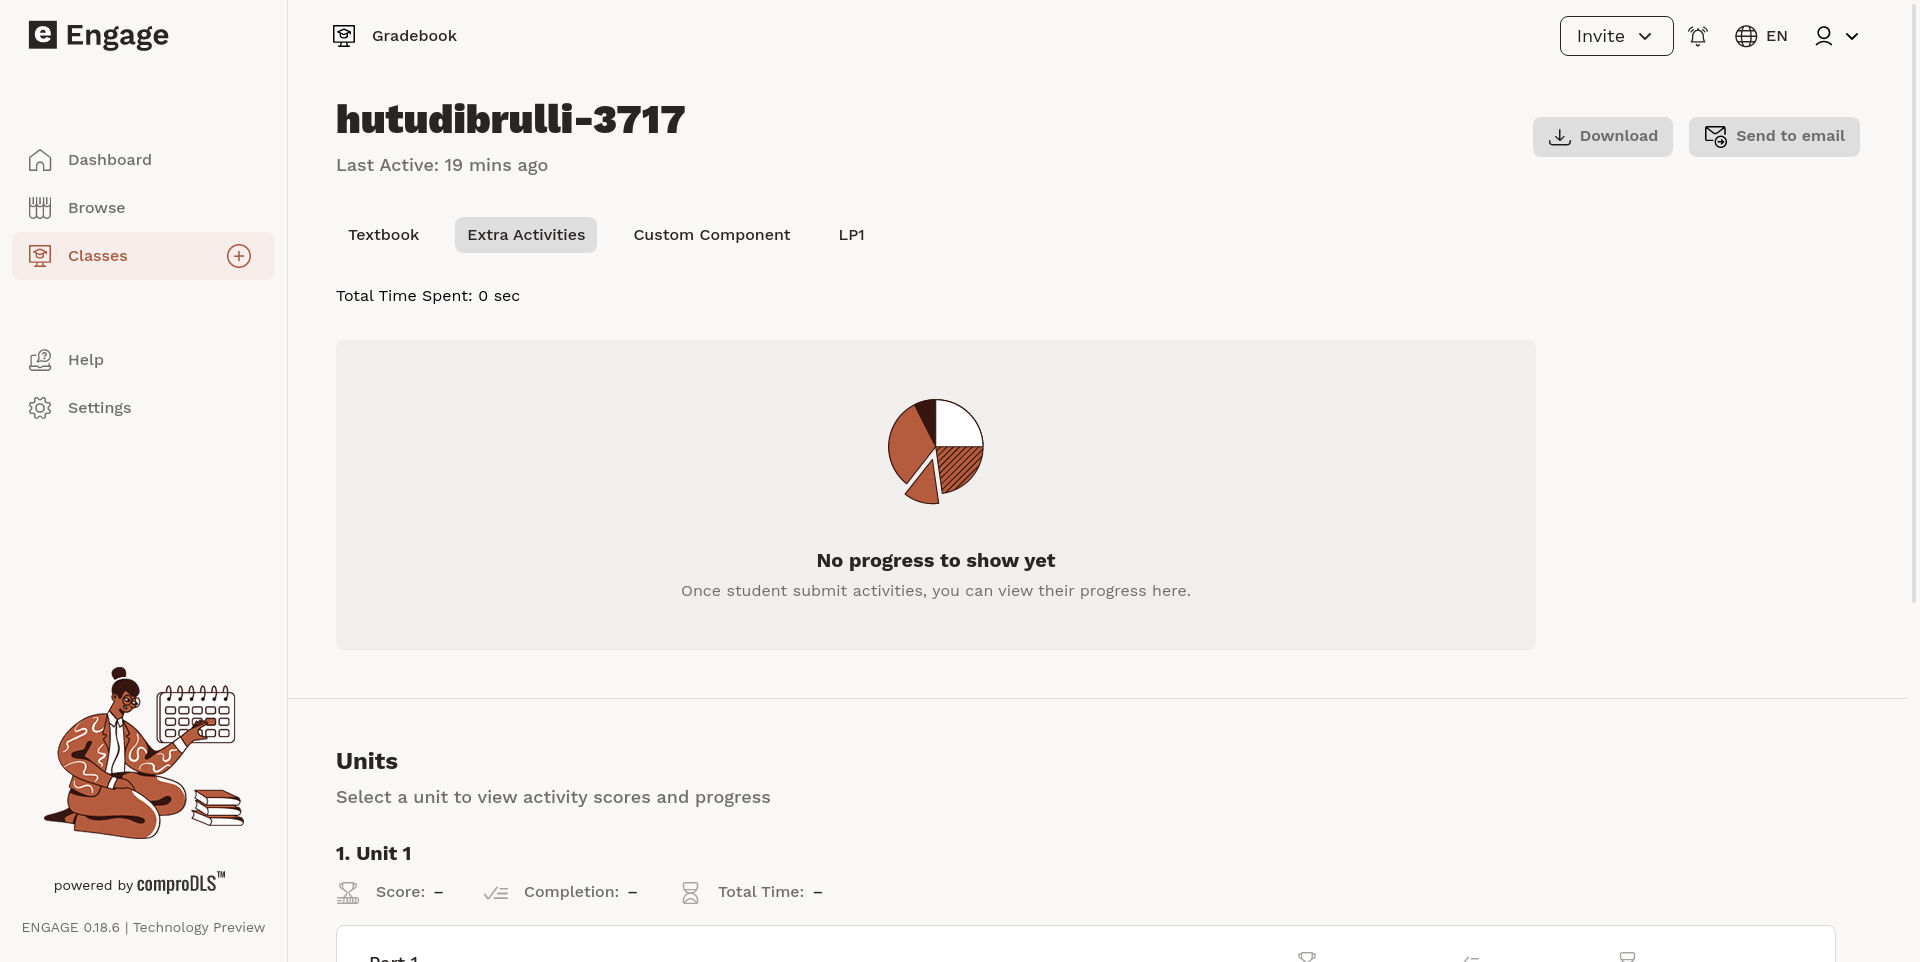 e Engage
Gradebook
Invite
EN
Dashboard
Browse
Classes
Help
Settings
powered by comproDLS™
ENGAGE 0.18.6 | Technology Preview
hutudibrulli-3717
Last Active: 19 mins ago
Download
Send to email
Textbook
Extra Activities
Custom Component
LP1
Total Time Spent: 0 sec
No progress to show yet
Once student submit activities, you can view their progress here.
Units
Select a unit to view activity scores and progress
1. Unit 1
Score: –
Completion: –
Total Time: –
Part 1